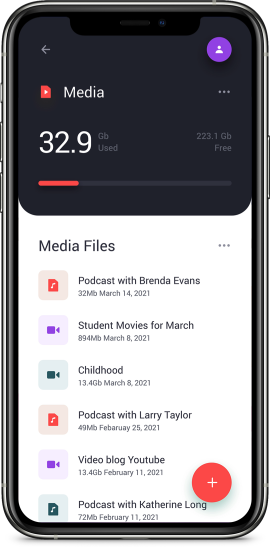 Media
32.9 Gb Used
223.1 Gb Free
Media Files
Podcast with Brenda Evans
32Mb March 14, 2021
Student Movies for March
894Mb March 8, 2021
Childhood
13.4Gb March 8, 2021
Podcast with Larry Taylor
49Mb Febaruay 25, 2021
Video blog Youtube
13.4Gb February 11, 2021
Podcast with Katherine Long
72Mb February 11, 2021